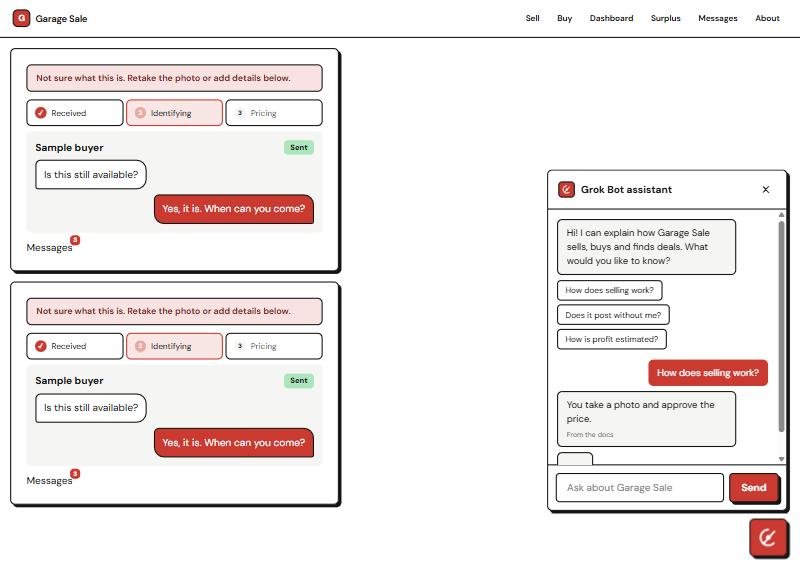 G Garage Sale
Sell Buy Dashboard Surplus Messages About
Not sure what this is. Retake the photo or add details below.
Received
Identifying
3 Pricing
Sample buyer
Sent
Is this still available?
Yes, it is. When can you come?
Messages 3
Not sure what this is. Retake the photo or add details below.
Received
Identifying
3 Pricing
Sample buyer
Sent
Is this still available?
Yes, it is. When can you come?
Messages 3
Grok Bot assistant
Hi! I can explain how Garage Sale
sells, buys and finds deals. What
would you like to know?
How does selling work?
Does it post without me?
How is profit estimated?
How does selling work?
You take a photo and approve the
price.
From the docs
Ask about Garage Sale
Send